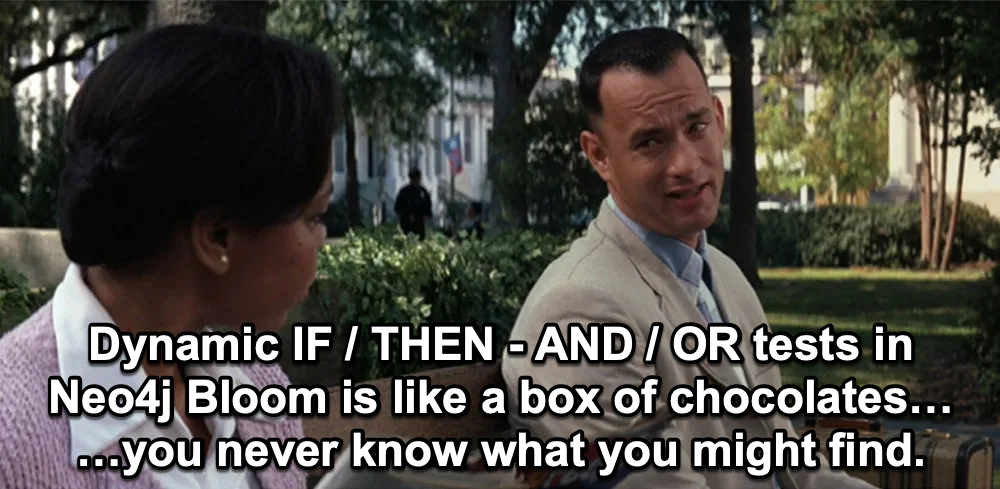 Dynamic IF / THEN - AND / OR tests in
Neo4j Bloom is like a box of chocolates…
…you never know what you might find.